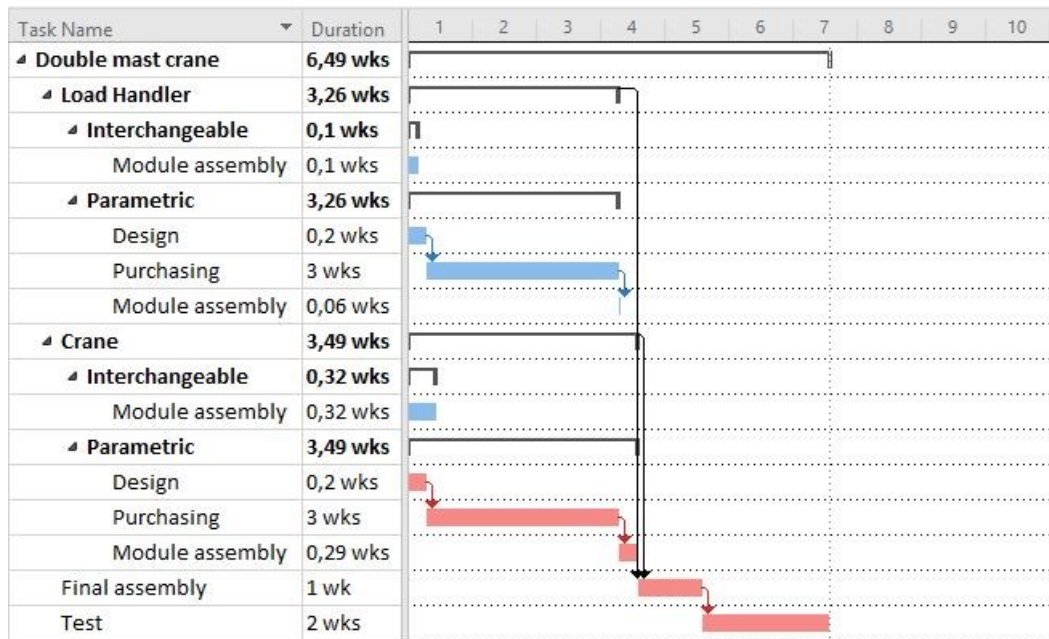 Task Name Duration 1 2 3 4 5 6 7 8 9 10
Double mast crane 6,49 wks
Load Handler 3,26 wks
Interchangeable 0,1 wks
Module assembly 0,1 wks
Parametric 3,26 wks
Design 0,2 wks
Purchasing 3 wks
Module assembly 0,06 wks
Crane 3,49 wks
Interchangeable 0,32 wks
Module assembly 0,32 wks
Parametric 3,49 wks
Design 0,2 wks
Purchasing 3 wks
Module assembly 0,29 wks
Final assembly 1 wk
Test 2 wks